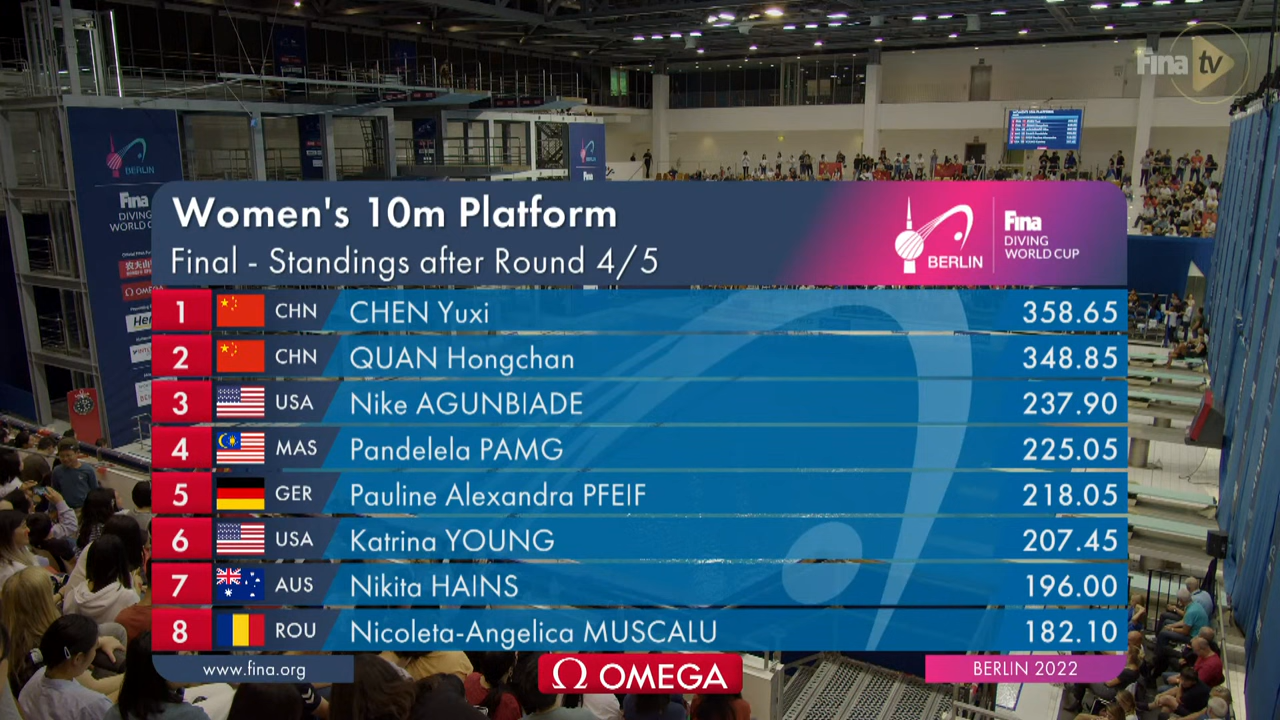 Fina tv
BERLIN
Fina
DIVING
Women's 10m Platform
Final - Standings after Round 4/5
BERLIN
Fina
DIVING
WORLD CUP
1 CHN CHEN Yuxi 358.65
2 CHN QUAN Hongchan 348.85
3 USA Nike AGUNBIADE 237.90
4 MAS Pandelela PAMG 225.05
5 GER Pauline Alexandra PFEIF 218.05
6 USA Katrina YOUNG 207.45
7 AUS Nikita HAINS 196.00
8 ROU Nicoleta-Angelica MUSCALU 182.10
www.fina.org
Ω OMEGA
BERLIN 2022